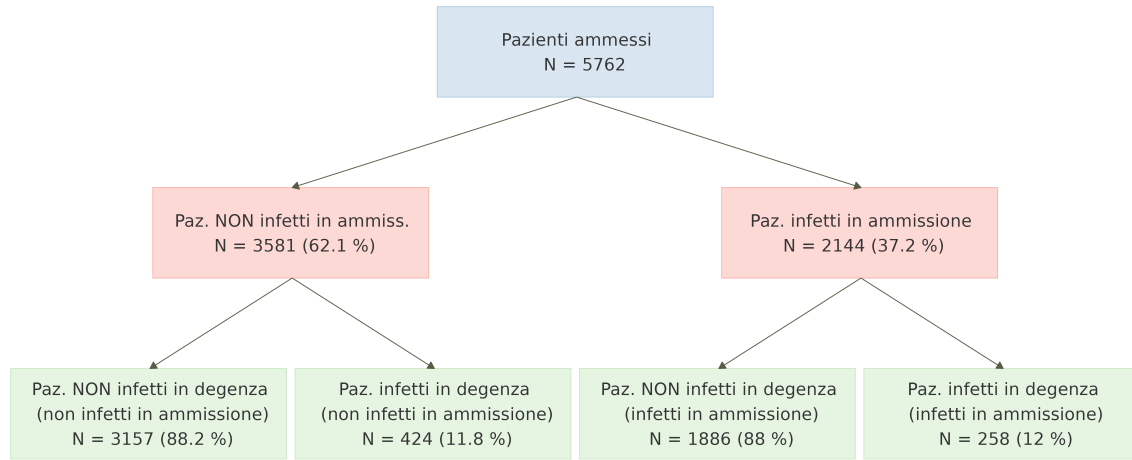 Pazienti ammessi
N = 5762
Paz. NON infetti in ammiss.
N = 3581 (62.1 %)
Paz. infetti in ammissione
N = 2144 (37.2 %)
Paz. NON infetti in degenza
(non infetti in ammissione)
N = 3157 (88.2 %)
Paz. infetti in degenza
(non infetti in ammissione)
N = 424 (11.8 %)
Paz. NON infetti in degenza
(infetti in ammissione)
N = 1886 (88 %)
Paz. infetti in degenza
(infetti in ammissione)
N = 258 (12 %)